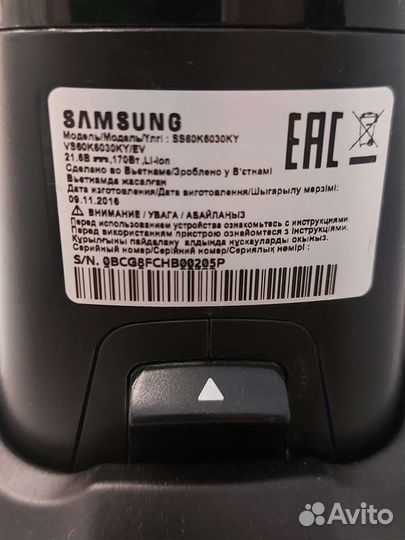 SAMSUNG
Модель/Модель/Үлгі : SS60K6030KY
VS60K6030KY/EV
21.6В ⎓,170Вт,Li-ion
Сделано во Вьетнаме/Зроблено у В'єтнамі
Вьетнамда жасалған
Дата изготовления/Дата виготовлення/Шығарылу мерзімі:
09.11.2016
⚠ ВНИМАНИЕ / УВАГА / АБАЙЛАҢЫЗ
Перед использованием устройства ознакомьтесь с инструкциями.
Перед використанням пристрою ознайомтесь з інструкціями.
Құрылғыны пайдалану алдында нұсқауларды оқыңыз.
Серийный номер/Серійний номер/Сериялық нөмірі :
S/N. 0BCG8FCHB00205P
EAC
Avito